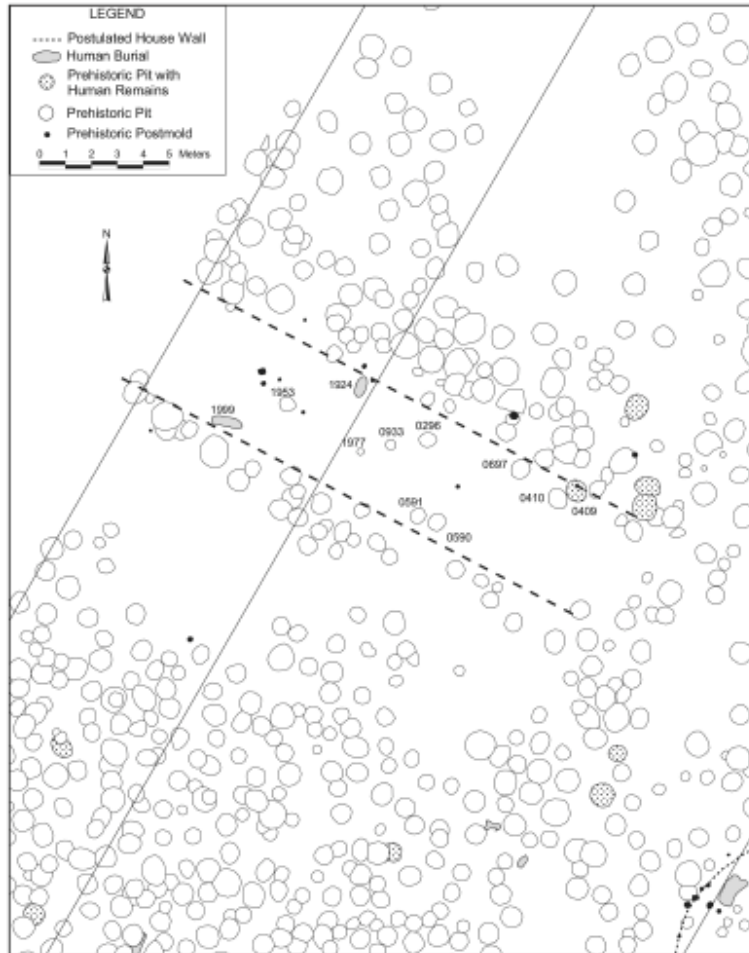 LEGEND
Postulated House Wall
Human Burial
Prehistoric Pit with
Human Remains
Prehistoric Pit
Prehistoric Postmold
0 1 2 3 4 5 Meters
N
1924
1953
1999
1977
0933
0296
0697
0410
0409
0591
0590